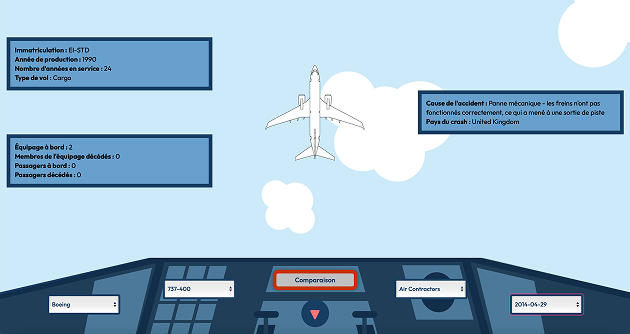 Immatriculation : EI-STD
Année de production : 1990
Nombre d'années en service : 24
Type de vol : Cargo
Équipage à bord : 2
Membres de l'équipage décédés : 0
Passagers à bord : 0
Passagers décédés : 0
Cause de l'accident : Panne mécanique - les freins n'ont pas
fonctionnés correctement, ce qui a mené à une sortie de piste
Pays du crash : United Kingdom
Comparaison
737-400
Air Contractors
Boeing
2014-04-29